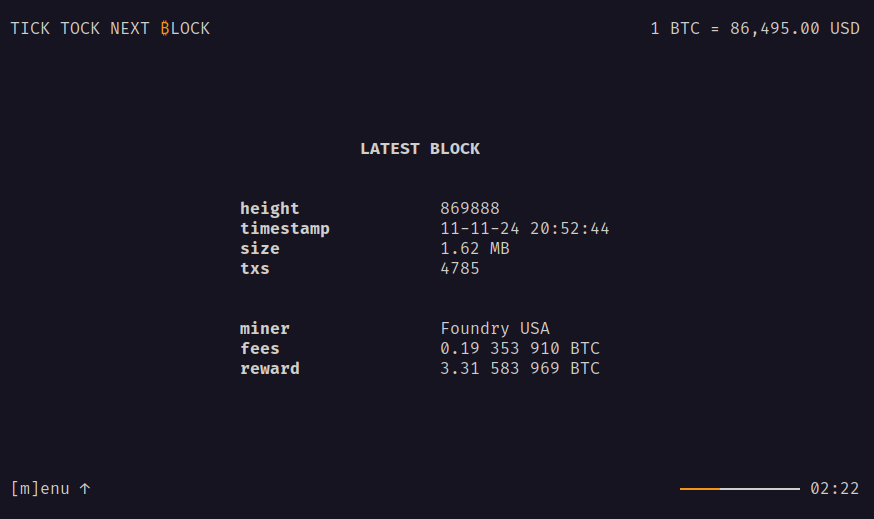 TICK TOCK NEXT ₿LOCK
1 BTC = 86,495.00 USD
LATEST BLOCK
height 869888
timestamp 11-11-24 20:52:44
size 1.62 MB
txs 4785
miner Foundry USA
fees 0.19 353 910 BTC
reward 3.31 583 969 BTC
[m]enu ↑
02:22